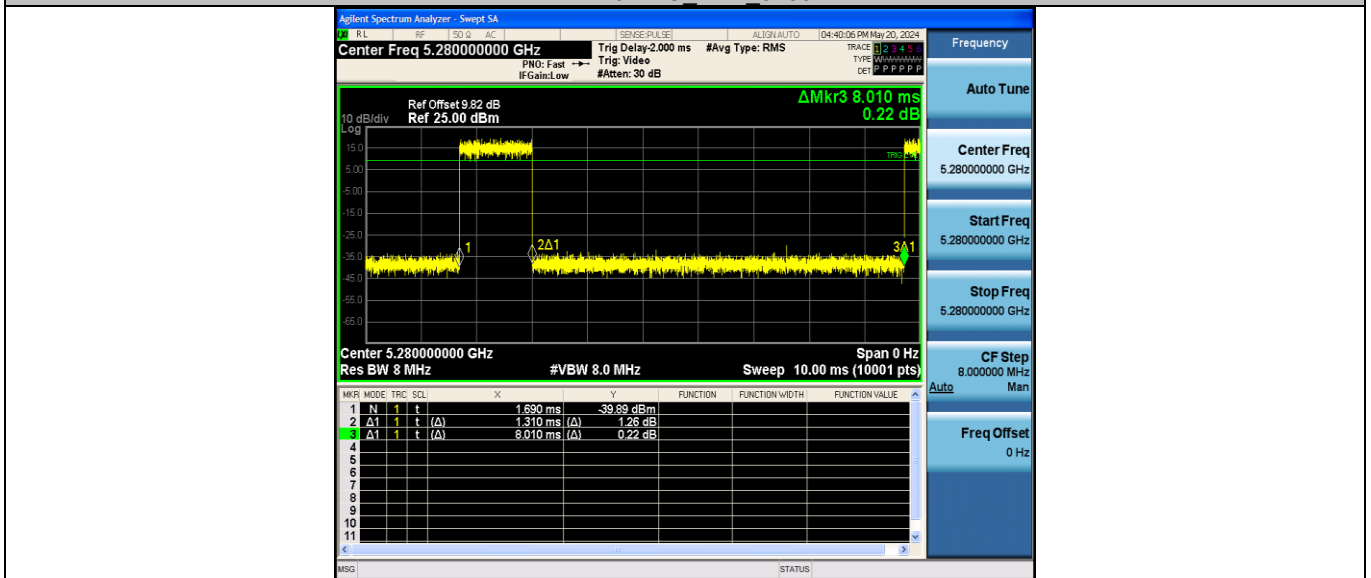 Agilent Spectrum Analyzer - Swept SA
RL RF 50 Ω AC SENSE:PULSE ALIGN AUTO 04:40:06 PM May 20, 2024
Center Freq 5.280000000 GHz
PNO: Fast
IFGain:Low
Trig Delay-2.000 ms
Trig: Video
#Atten: 30 dB
#Avg Type: RMS
TRACE 1 2 3 4 5 6
TYPE
DET P P P P P P
ΔMkr3 8.010 ms
0.22 dB
Ref Offset 9.82 dB
10 dB/div Ref 25.00 dBm
Log
15.0
5.00
-5.00
-15.0
-25.0
-35.0
-45.0
-55.0
-65.0
1
2Δ1
3Δ1
Center 5.280000000 GHz Span 0 Hz
Res BW 8 MHz #VBW 8.0 MHz Sweep 10.00 ms (10001 pts)
MKR MODE TRC SCL X Y FUNCTION FUNCTION WIDTH FUNCTION VALUE
1 N 1 t 1.690 ms -39.89 dBm
2 Δ1 1 t (Δ) 1.310 ms (Δ) 1.26 dB
3 Δ1 1 t (Δ) 8.010 ms (Δ) 0.22 dB
4
5
6
7
8
9
10
11
MSG STATUS
Frequency
Auto Tune
Center Freq
5.280000000 GHz
Start Freq
5.280000000 GHz
Stop Freq
5.280000000 GHz
CF Step
8.000000 MHz
Auto Man
Freq Offset
0 Hz